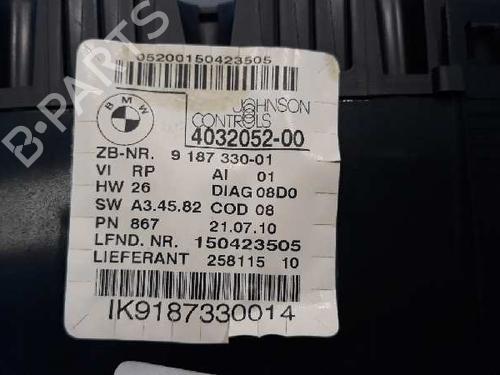 05200150423505
BMW
JOHNSON
CONTROLS
4032052-00
ZB-NR. 9 187 330-01
VI RP AI 01
HW 26 DIAG 08D0
SW A3.45.82 COD 08
PN 867 21.07.10
LFND. NR. 150423505
LIEFERANT 258115 10
IK9187330014
B-PARTS